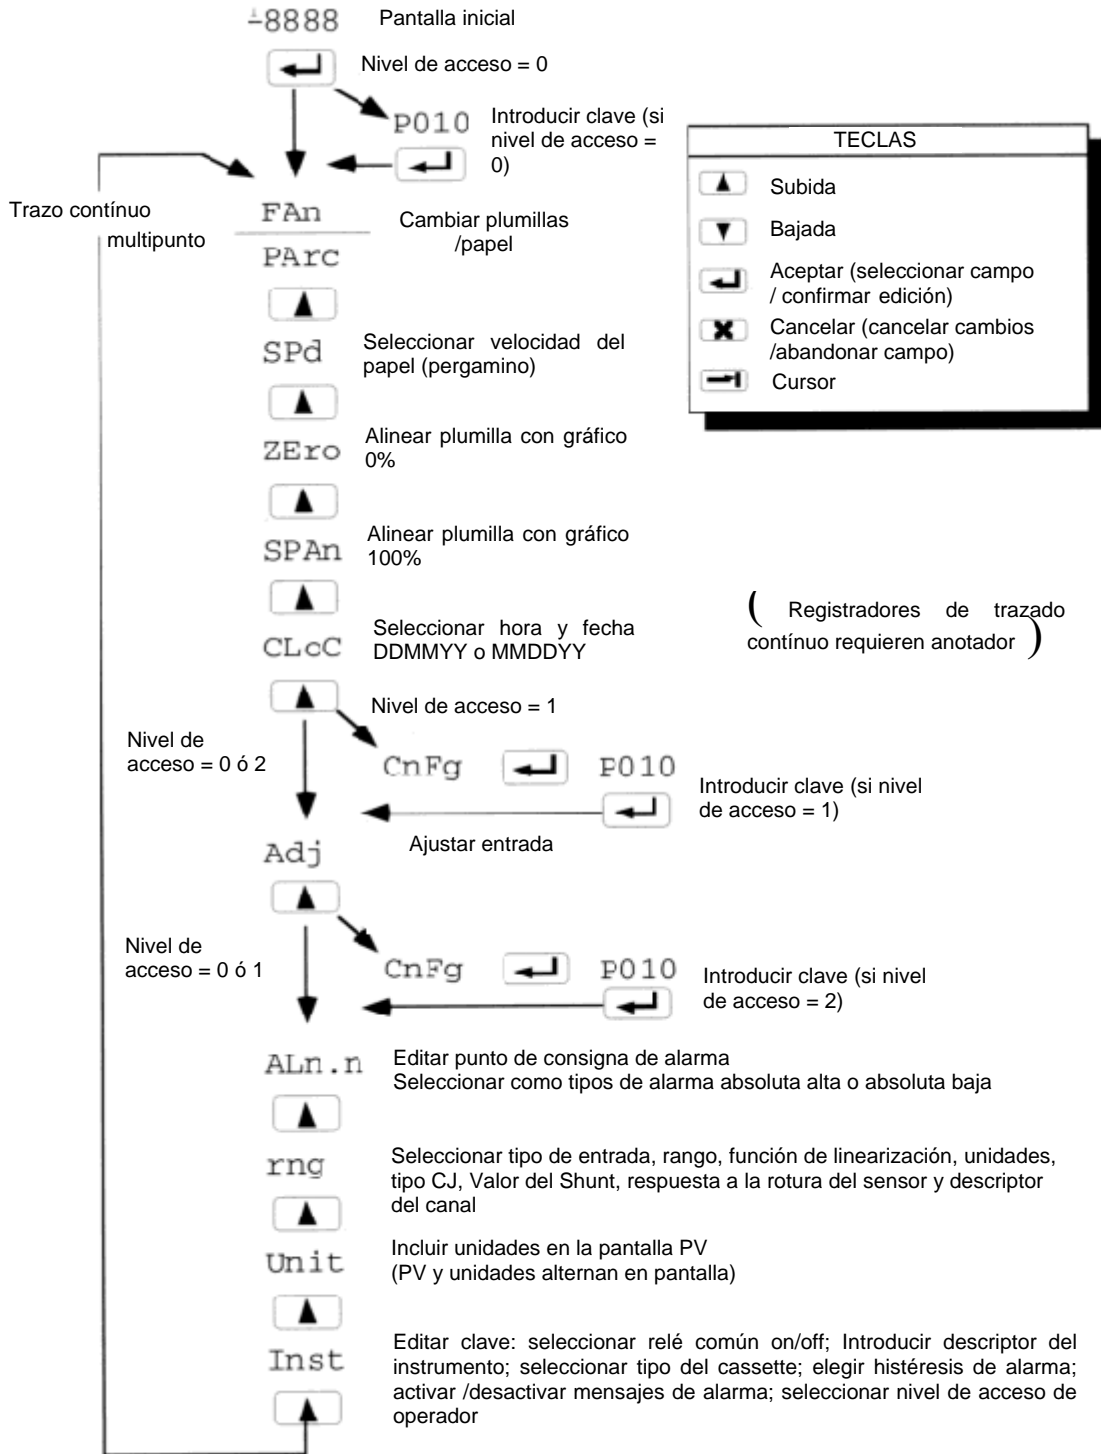 -8888 Pantalla inicial
Nivel de acceso = 0
P010 Introducir clave (si
nivel de acceso =
0)
TECLAS
Subida
Bajada
Aceptar (seleccionar campo
/ confirmar edición)
Cancelar (cancelar cambios
/abandonar campo)
Cursor
Trazo contínuo
multipunto
FAn
PArc
Cambiar plumillas
/papel
SPd
Seleccionar velocidad del
papel (pergamino)
ZEro
Alinear plumilla con gráfico
0%
SPAn
Alinear plumilla con gráfico
100%
CLcC
Seleccionar hora y fecha
DDMMYY o MMDDYY
( Registradores de trazado
contínuo requieren anotador )
Nivel de acceso = 1
Nivel de
acceso = 0 ó 2
CnFg P010
Introducir clave (si nivel
de acceso = 1)
Ajustar entrada
Adj
Nivel de
acceso = 0 ó 1
CnFg P010
Introducir clave (si nivel
de acceso = 2)
ALn.n
Editar punto de consigna de alarma
Seleccionar como tipos de alarma absoluta alta o absoluta baja
rng
Seleccionar tipo de entrada, rango, función de linearización, unidades,
tipo CJ, Valor del Shunt, respuesta a la rotura del sensor y descriptor
del canal
Unit
Incluir unidades en la pantalla PV
(PV y unidades alternan en pantalla)
Inst
Editar clave: seleccionar relé común on/off; Introducir descriptor del
instrumento; seleccionar tipo del cassette; elegir histéresis de alarma;
activar /desactivar mensajes de alarma; seleccionar nivel de acceso de
operador